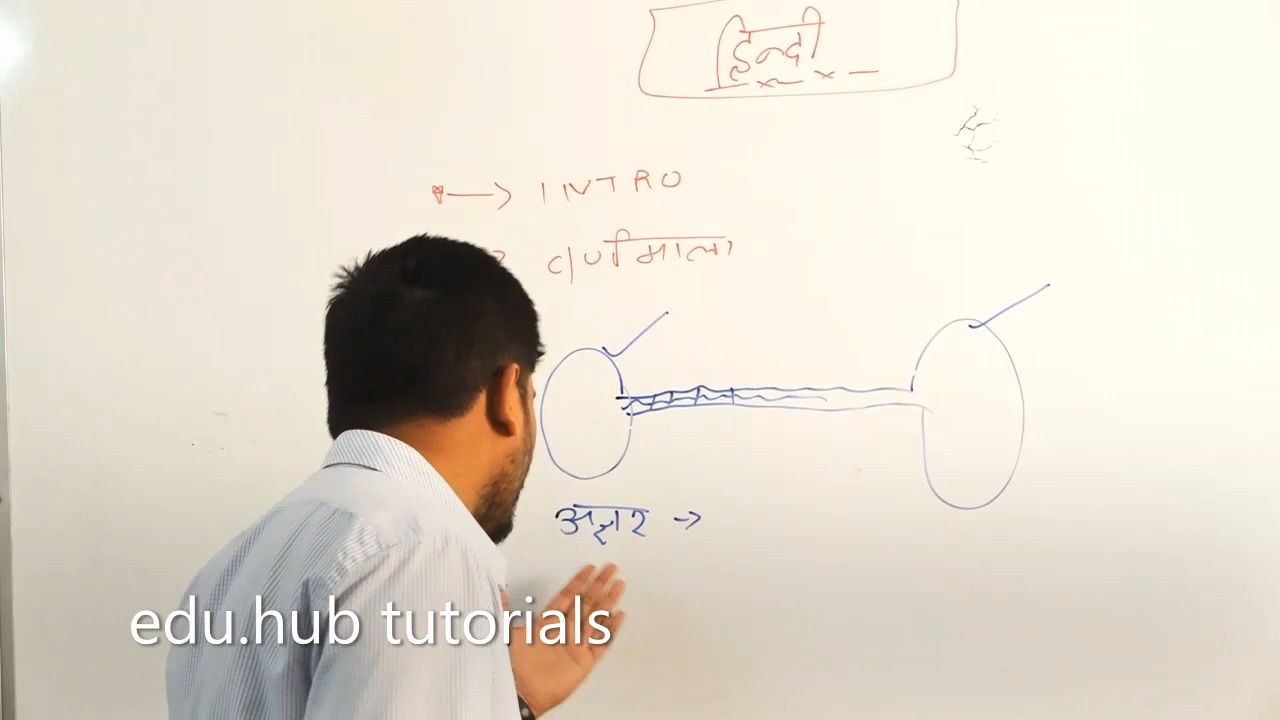 हिन्दी
→ INTRO
वर्णमाला
अक्षर →
edu.hub tutorials